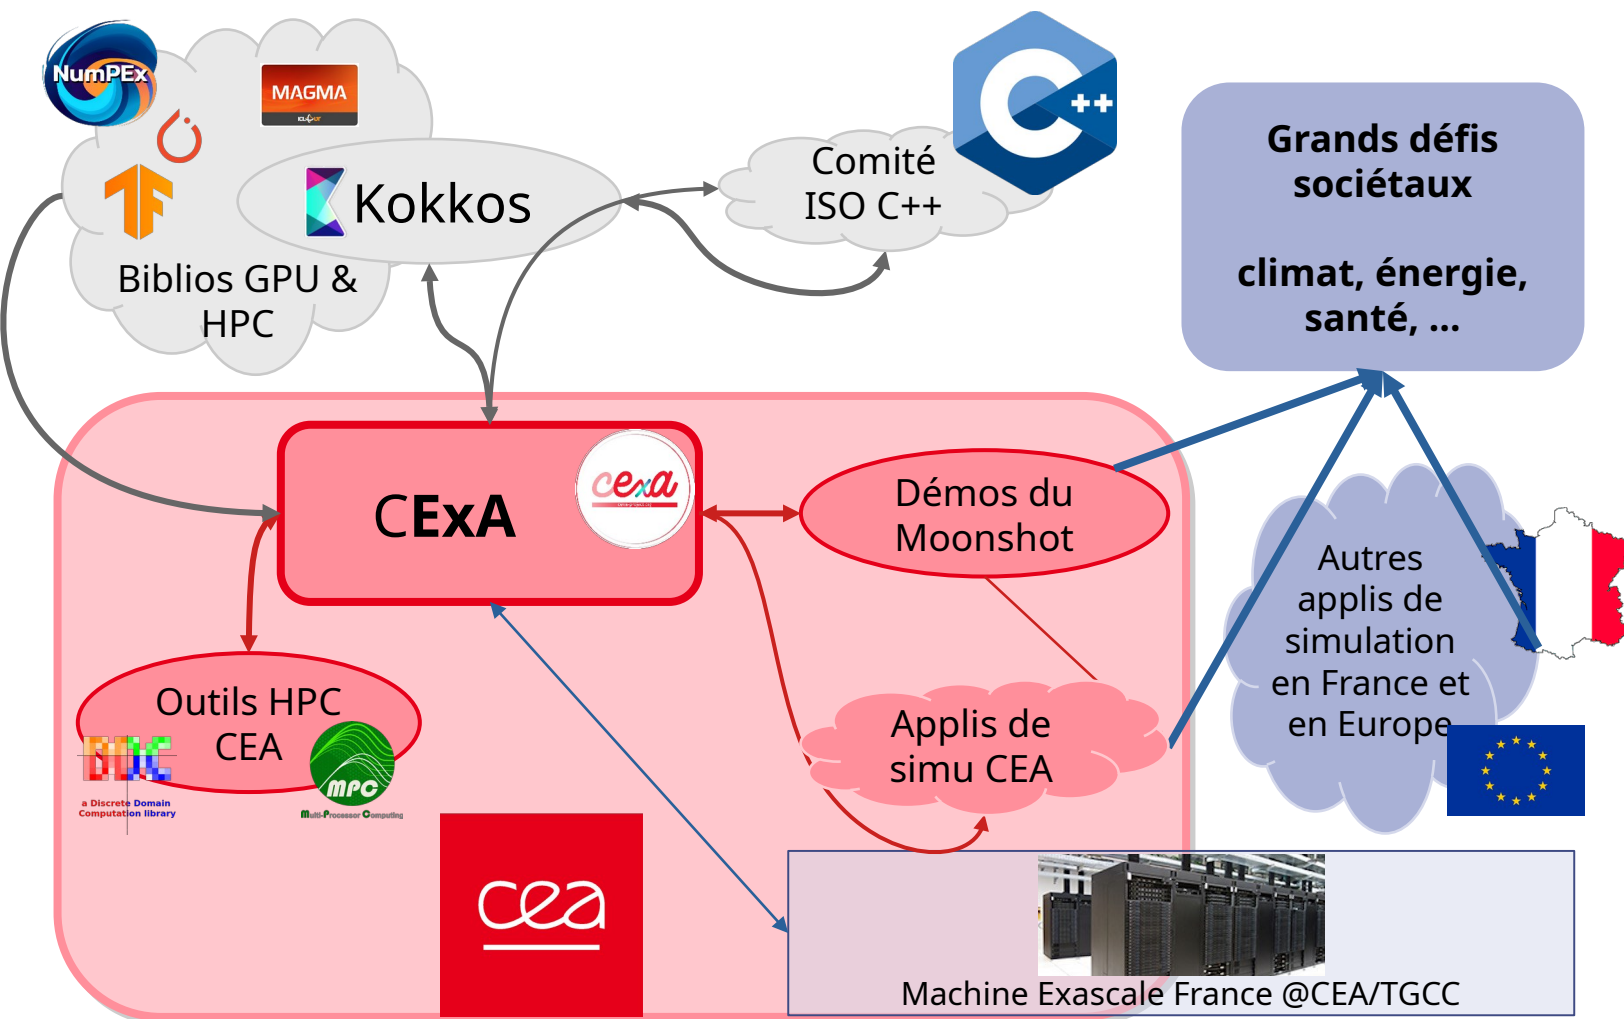 NumPEx
MAGMA
Kokkos
Biblios GPU &
HPC
Comité
ISO C++
C++
Grands défis
sociétaux
climat, énergie,
santé, ...
CExA
cexa
Démos du
Moonshot
Autres
applis de
simulation
en France et
en Europe
Outils HPC
CEA
a Discrete Domain
Computation library
MPC
Multi-Processor Computing
Applis de
simu CEA
cea
Machine Exascale France @CEA/TGCC